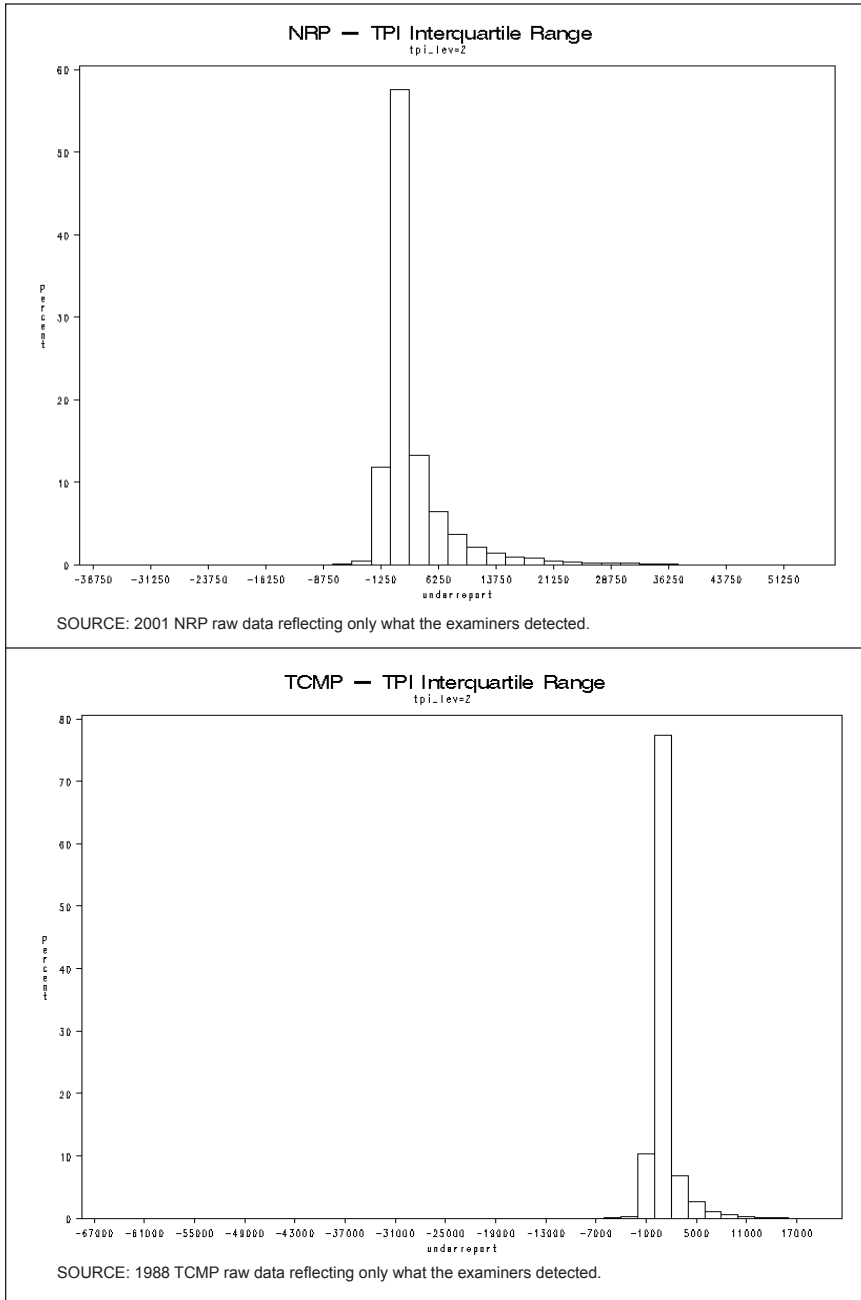 NRP — TPI Interquartile Range
tpi_lev=2
60
50
40
30
20
10
0
Percent
-38750 -31250 -23750 -16250 -8750 -1250 6250 13750 21250 28750 36250 43750 51250
underreport
SOURCE: 2001 NRP raw data reflecting only what the examiners detected.
TCMP — TPI Interquartile Range
tpi_lev=2
80
70
60
50
40
30
20
10
0
Percent
-67000 -61000 -55000 -49000 -43000 -37000 -31000 -25000 -19000 -13000 -7000 -1000 5000 11000 17000
underreport
SOURCE: 1988 TCMP raw data reflecting only what the examiners detected.